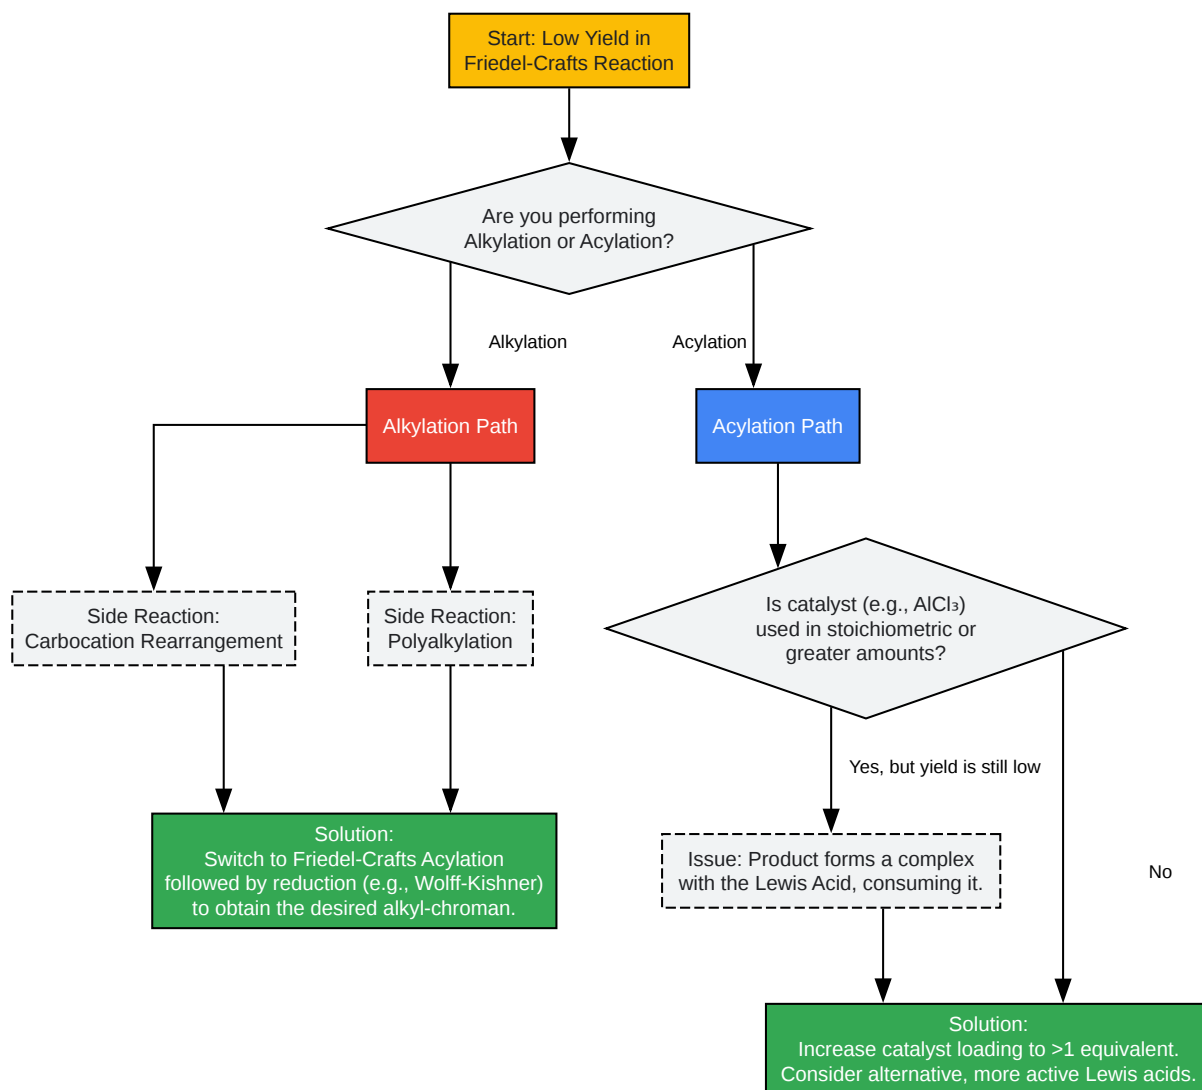 Start: Low Yield in
Friedel-Crafts Reaction
Are you performing
Alkylation or Acylation?
Alkylation
Acylation
Alkylation Path
Acylation Path
Side Reaction:
Carbocation Rearrangement
Side Reaction:
Polyalkylation
Is catalyst (e.g., AlCl₃)
used in stoichiometric or
greater amounts?
Yes, but yield is still low
No
Solution:
Switch to Friedel-Crafts Acylation
followed by reduction (e.g., Wolff-Kishner)
to obtain the desired alkyl-chroman.
Issue: Product forms a complex
with the Lewis Acid, consuming it.
Solution:
Increase catalyst loading to >1 equivalent.
Consider alternative, more active Lewis acids.